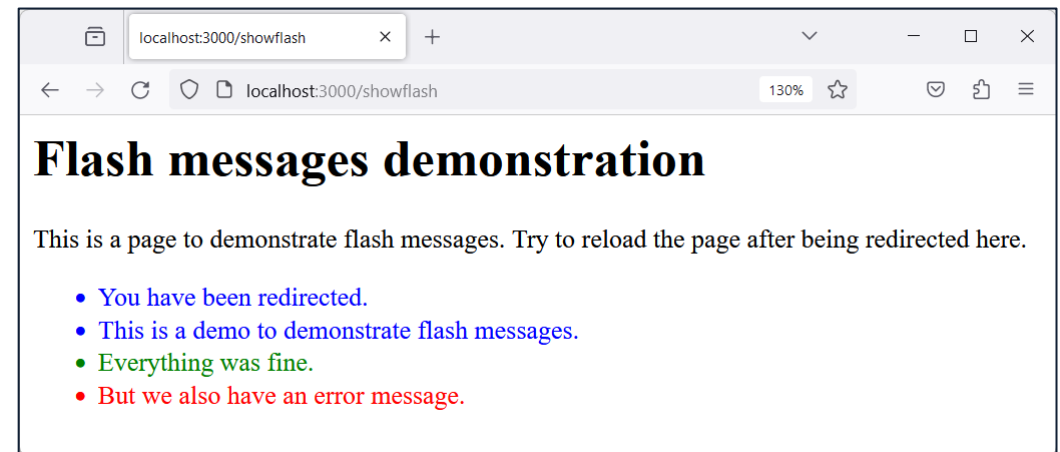 localhost:3000/showflash
localhost:3000/showflash 130%
Flash messages demonstration
This is a page to demonstrate flash messages. Try to reload the page after being redirected here.
You have been redirected.
This is a demo to demonstrate flash messages.
Everything was fine.
But we also have an error message.